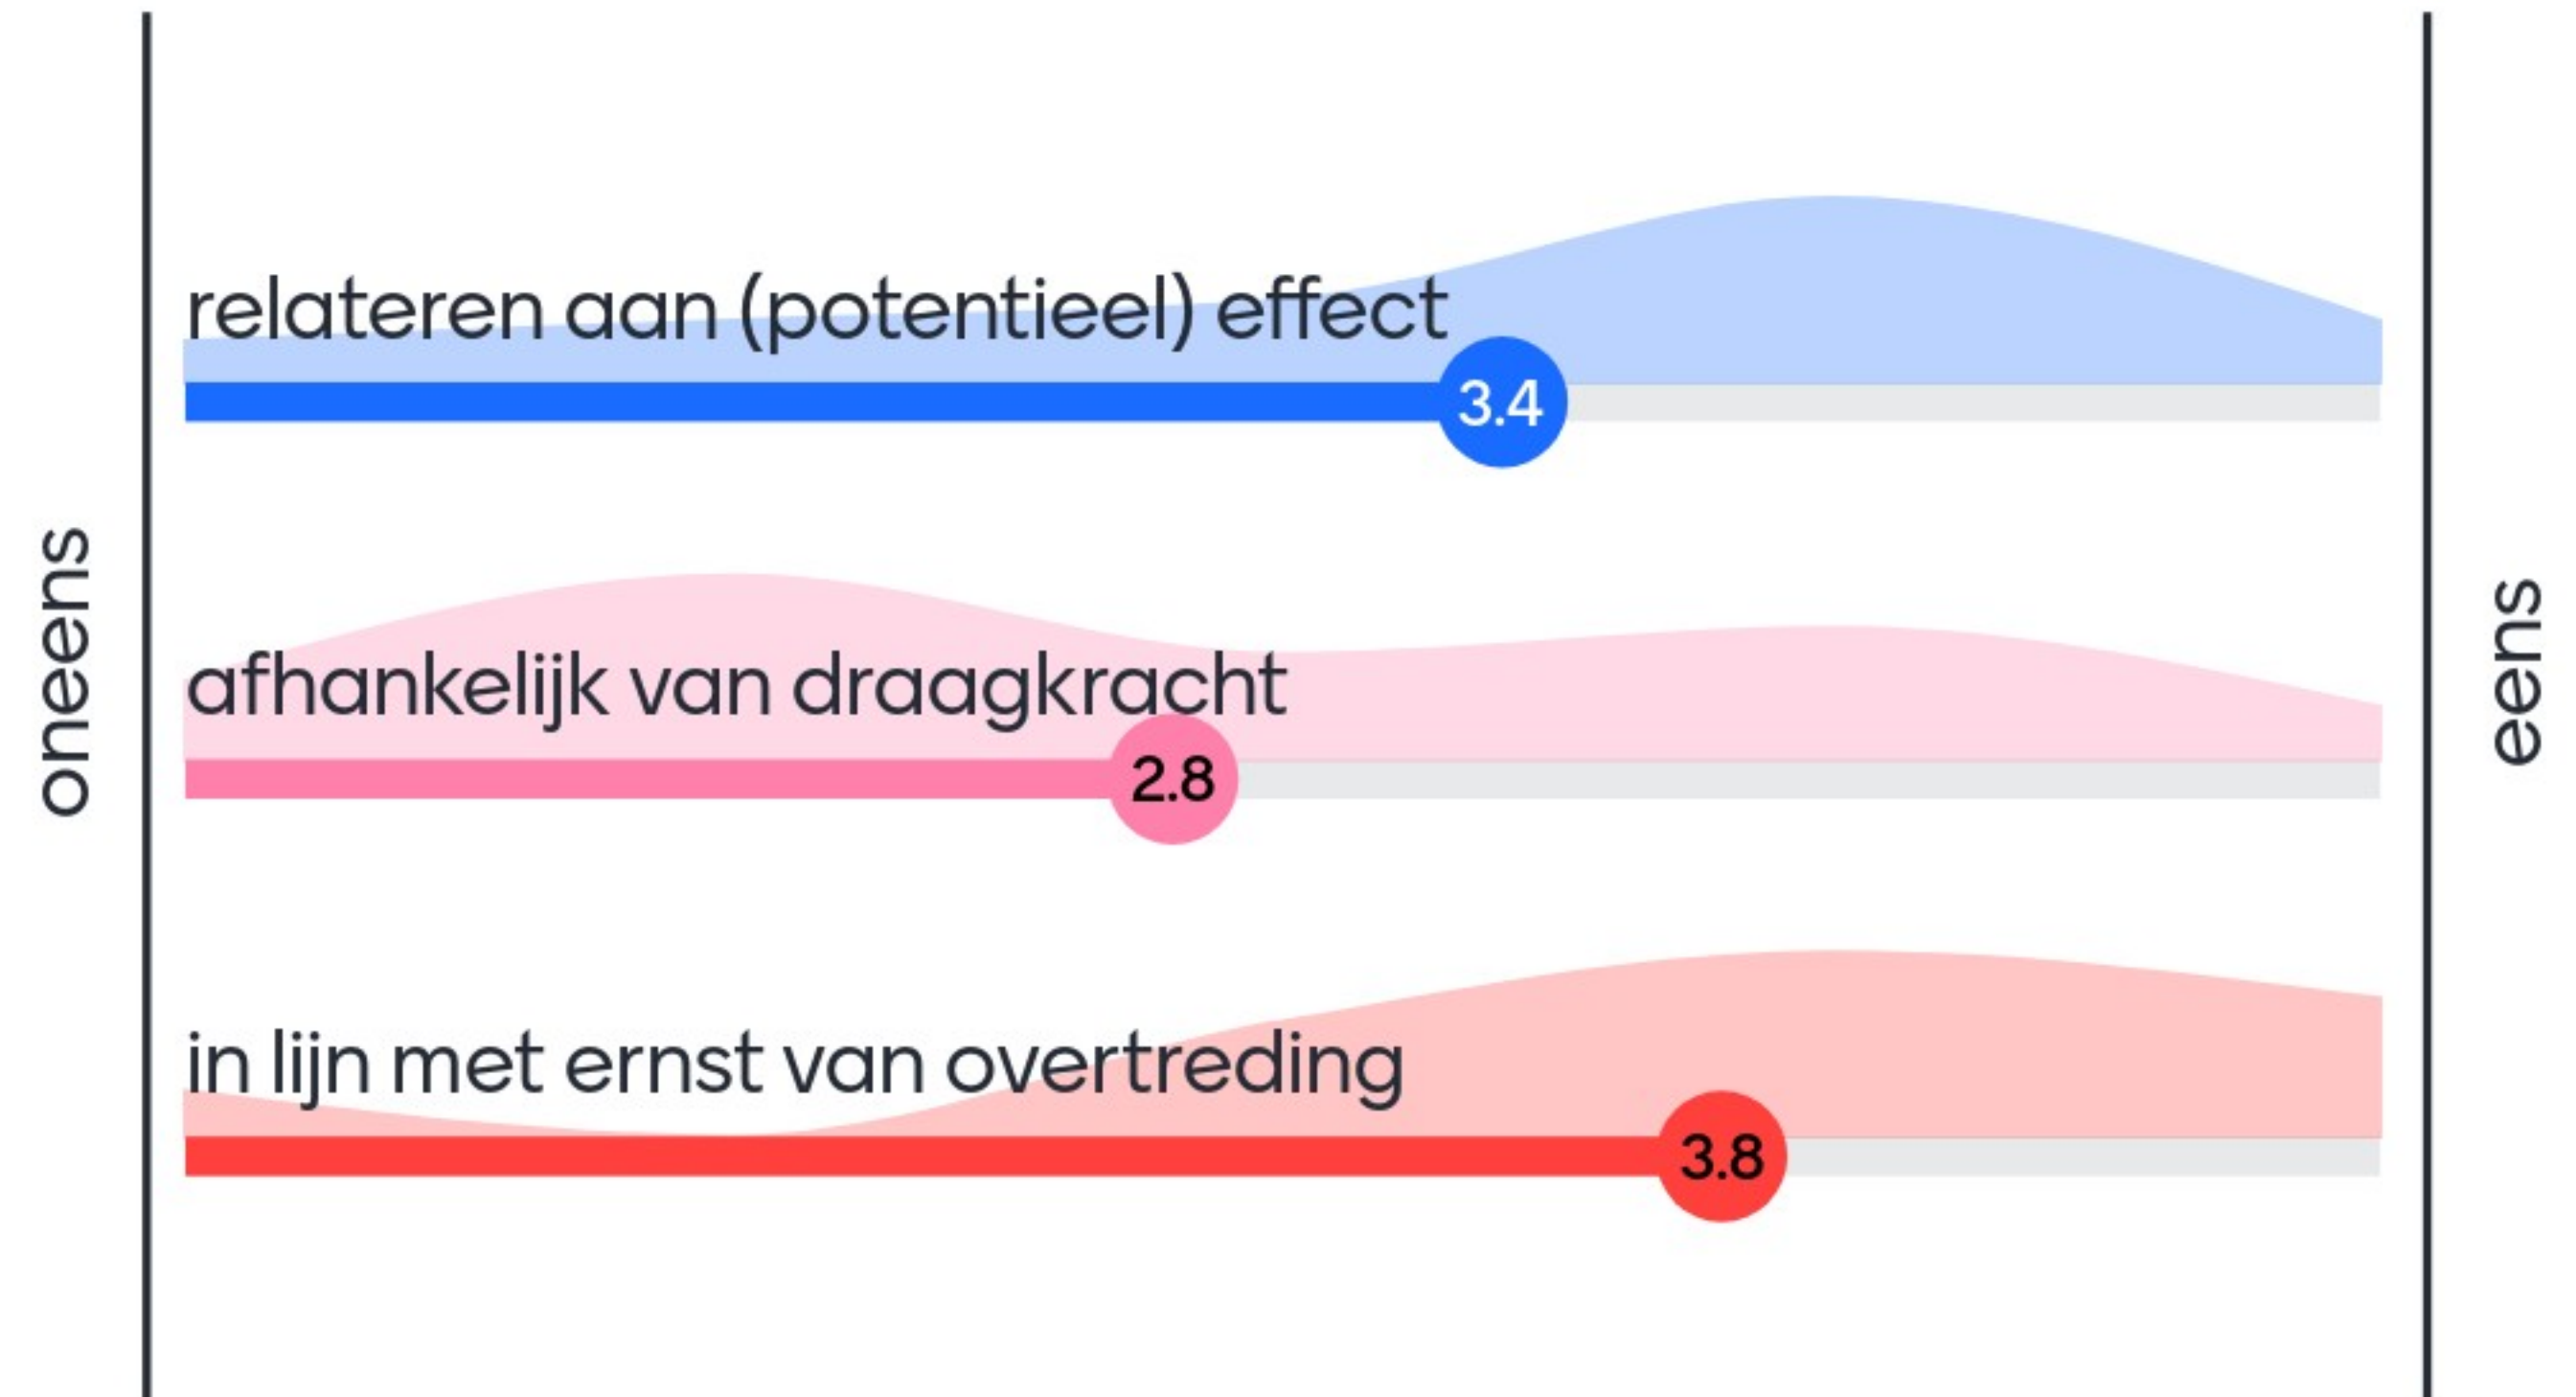 relateren aan (potentieel) effect
3.4
oneens
afhankelijk van draagkracht
2.8
eens
in lijn met ernst van overtreding
3.8